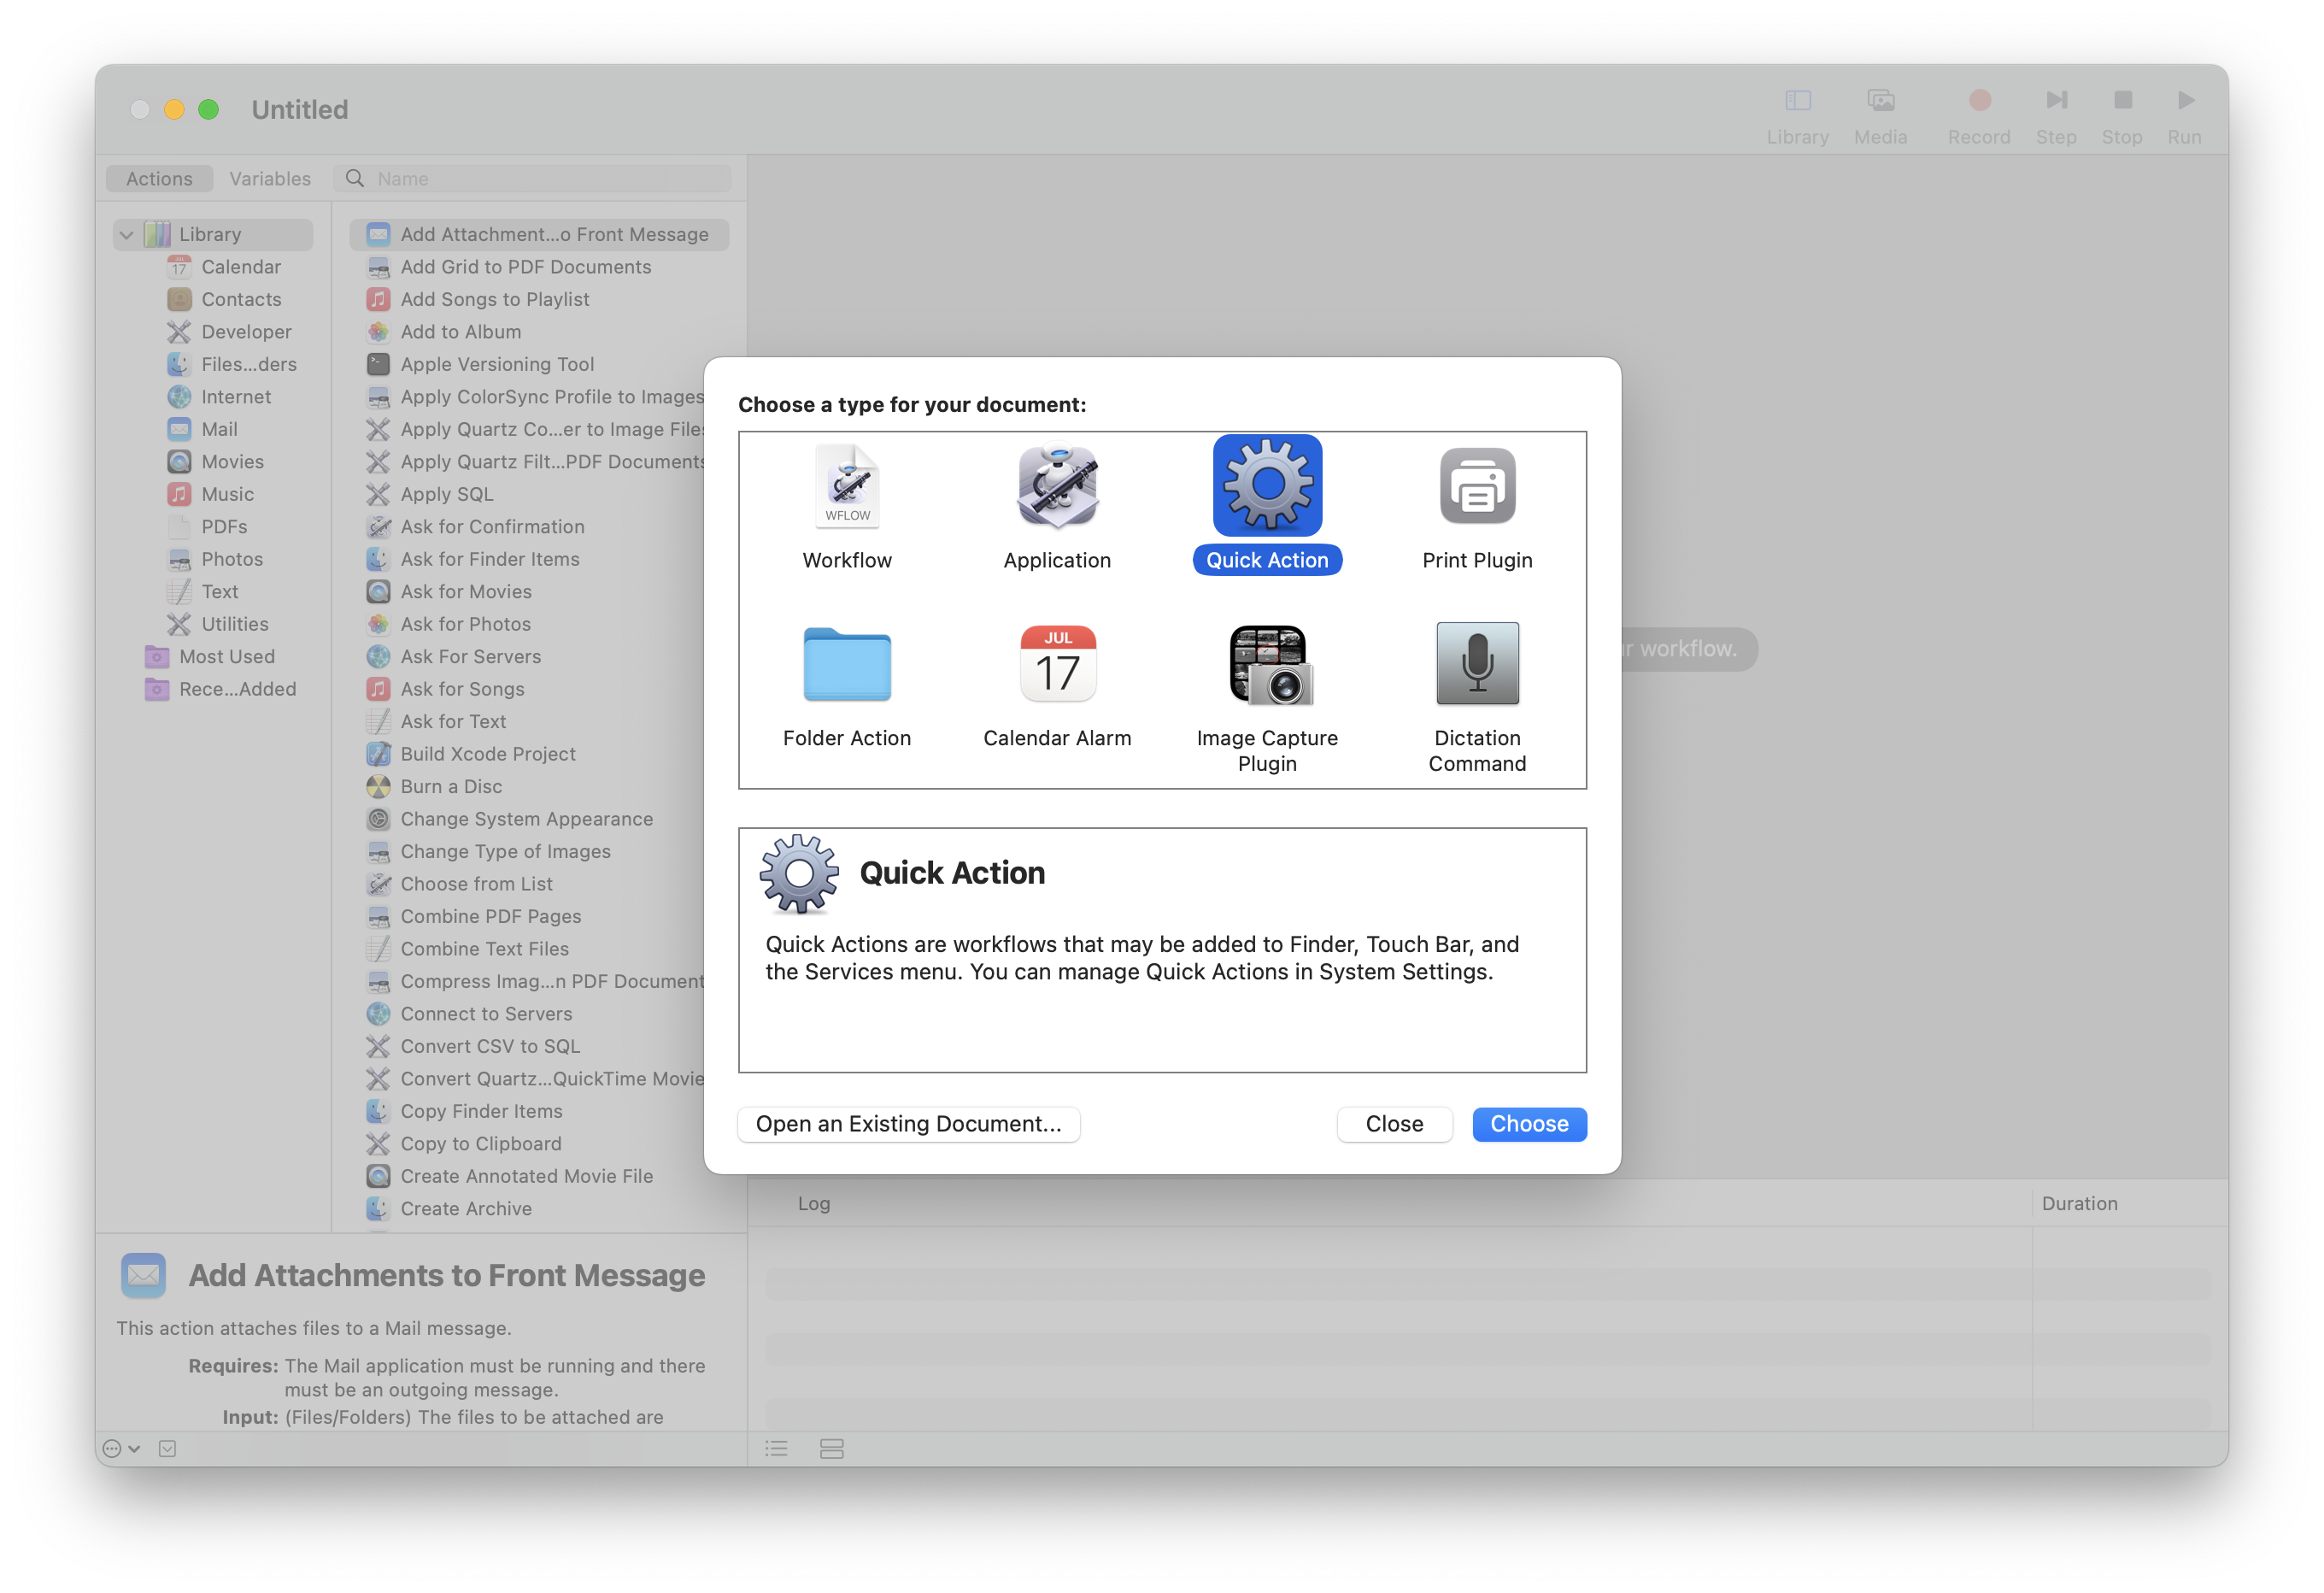 Untitled
Library
Media
Record
Step
Stop
Run
Actions
Variables
Name
Library
Calendar
17
Contacts
Developer
Files...ders
Internet
Mail
Movies
Music
PDFs
Photos
Text
Utilities
Most Used
Rece...Added
Add Attachment...o Front Message
Add Grid to PDF Documents
Add Songs to Playlist
Add to Album
Apple Versioning Tool
Apply ColorSync Profile to Images
Apply Quartz Co...er to Image Files
Apply Quartz Filt...PDF Documents
Apply SQL
Ask for Confirmation
Ask for Finder Items
Ask for Movies
Ask for Photos
Ask For Servers
Ask for Songs
Ask for Text
Build Xcode Project
Burn a Disc
Change System Appearance
Change Type of Images
Choose from List
Combine PDF Pages
Combine Text Files
Compress Imag...n PDF Document
Connect to Servers
Convert CSV to SQL
Convert Quartz...QuickTime Movie
Copy Finder Items
Copy to Clipboard
Create Annotated Movie File
Create Archive
Add Attachments to Front Message
This action attaches files to a Mail message.
Requires: The Mail application must be running and there
must be an outgoing message.
Input: (Files/Folders) The files to be attached are
Choose a type for your document:
WFLOW
Workflow
Application
Quick Action
Print Plugin
JUL
17
Folder Action
Calendar Alarm
Image Capture
Plugin
Dictation
Command
Quick Action
Quick Actions are workflows that may be added to Finder, Touch Bar, and
the Services menu. You can manage Quick Actions in System Settings.
Open an Existing Document...
Close
Choose
workflow.
Log
Duration